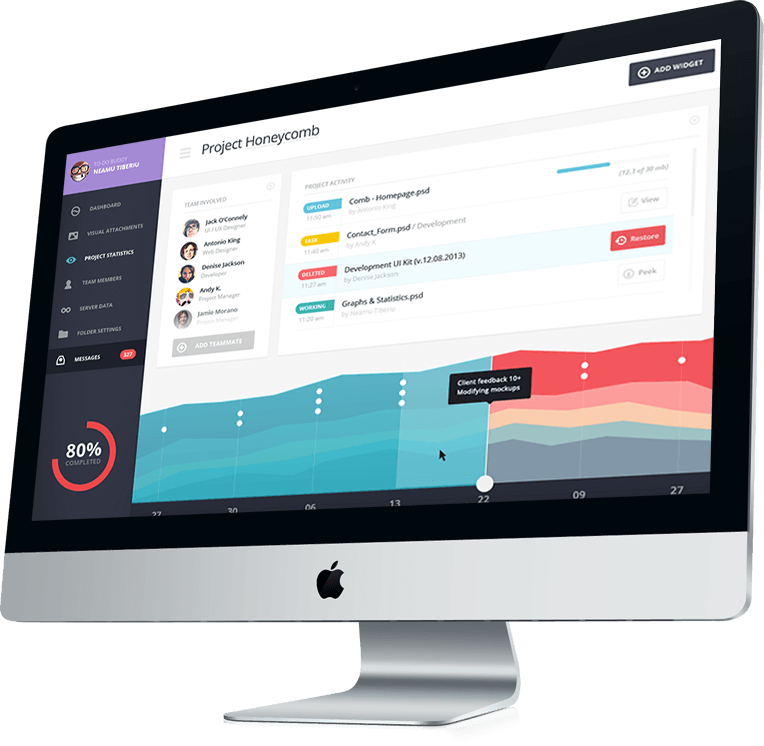 ADD WIDGET
TO-DO BUDDY
NEAMU TIBERIU
Project Honeycomb
DASHBOARD
VISUAL ATTACHMENTS
PROJECT STATISTICS
TEAM MEMBERS
SERVER DATA
FOLDER SETTINGS
MESSAGES 327
80%
COMPLETED
TEAM INVOLVED
Jack O'Connely
UI / UX Designer
Antonio King
Web Designer
Denise Jackson
Developer
Andy K.
Project Manager
Jamie Morano
Project Manager
ADD TEAMMATE
PROJECT ACTIVITY
(12.3 of 30 mb)
UPLOAD Comb - Homepage.psd
11:50 am by Antonio King
View
TASK Contact_Form.psd / Development
11:40 am by Andy K
Restore
DELETED Development UI Kit (v.12.08.2013)
11:27 am by Denise Jackson
Peek
WORKING Graphs & Statistics.psd
11:20 am by Neamu Tiberiu
Client feedback 10+
Modifying mockups
27 30 06 13 22 09 27